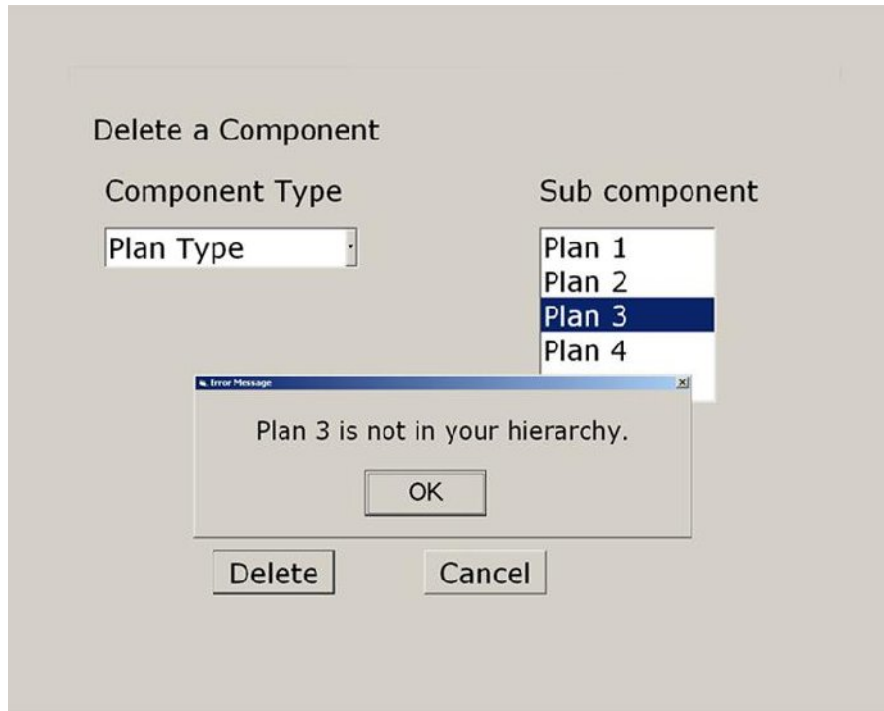 Delete a Component
Component Type
Sub component
Plan Type
Plan 1
Plan 2
Plan 3
Plan 4
Error Message
Plan 3 is not in your hierarchy.
OK
Delete
Cancel